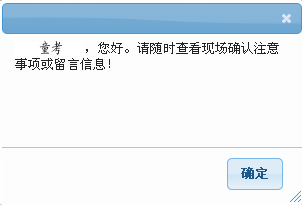 童考，您好。请随时查看现场确认注意
事项或留言信息！
确定